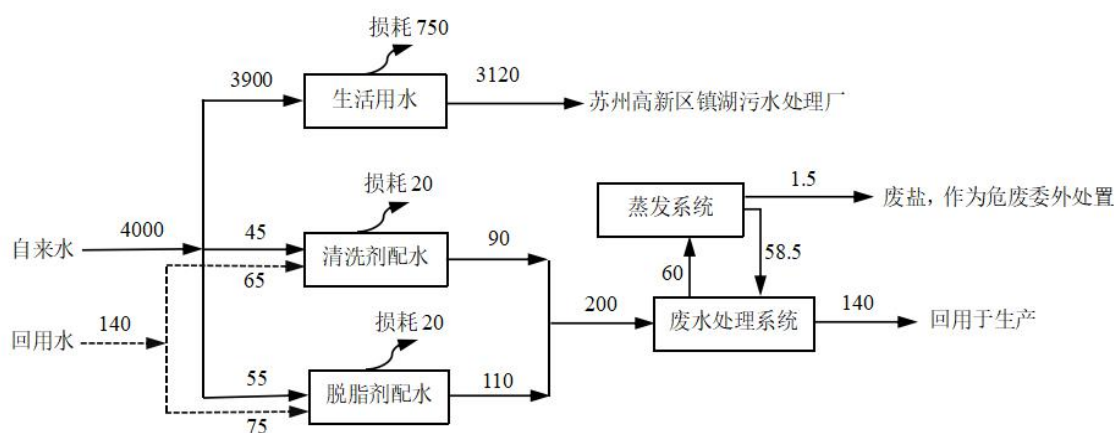 损耗 750
3900
生活用水
3120
苏州高新区镇湖污水处理厂
损耗 20
自来水
4000
45
65
清洗剂配水
90
蒸发系统
1.5
废盐，作为危废委外处置
60
58.5
回用水
140
200
废水处理系统
140
回用于生产
损耗 20
55
75
脱脂剂配水
110